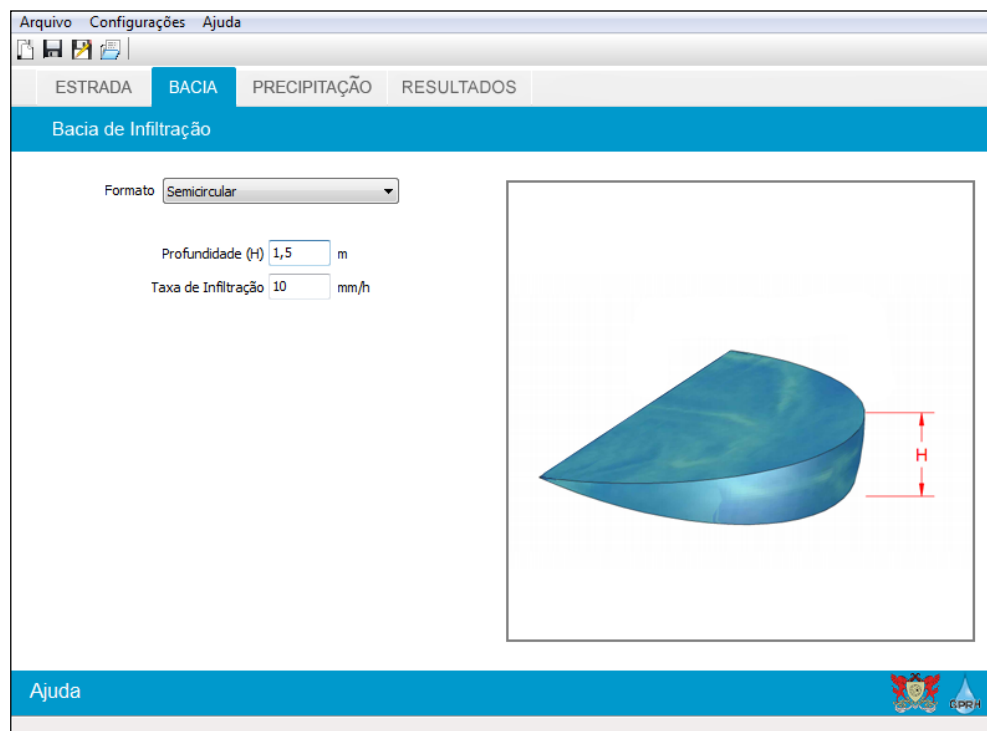 Arquivo Configurações Ajuda
ESTRADA BACIA PRECIPITAÇÃO RESULTADOS
Bacia de Infiltração
Formato Semicircular
Profundidade (H) 1,5 m
Taxa de Infiltração 10 mm/h
H
Ajuda
GPRH